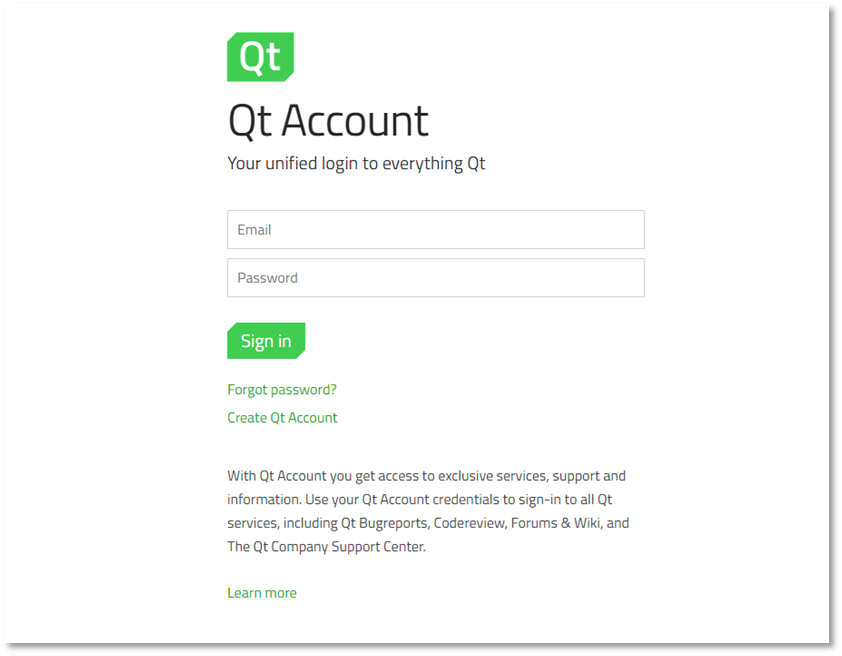 Qt
Qt Account
Your unified login to everything Qt
Email
Password
Sign in
Forgot password?
Create Qt Account
With Qt Account you get access to exclusive services, support and
information. Use your Qt Account credentials to sign-in to all Qt
services, including Qt Bugreports, Codereview, Forums & Wiki, and
The Qt Company Support Center.
Learn more